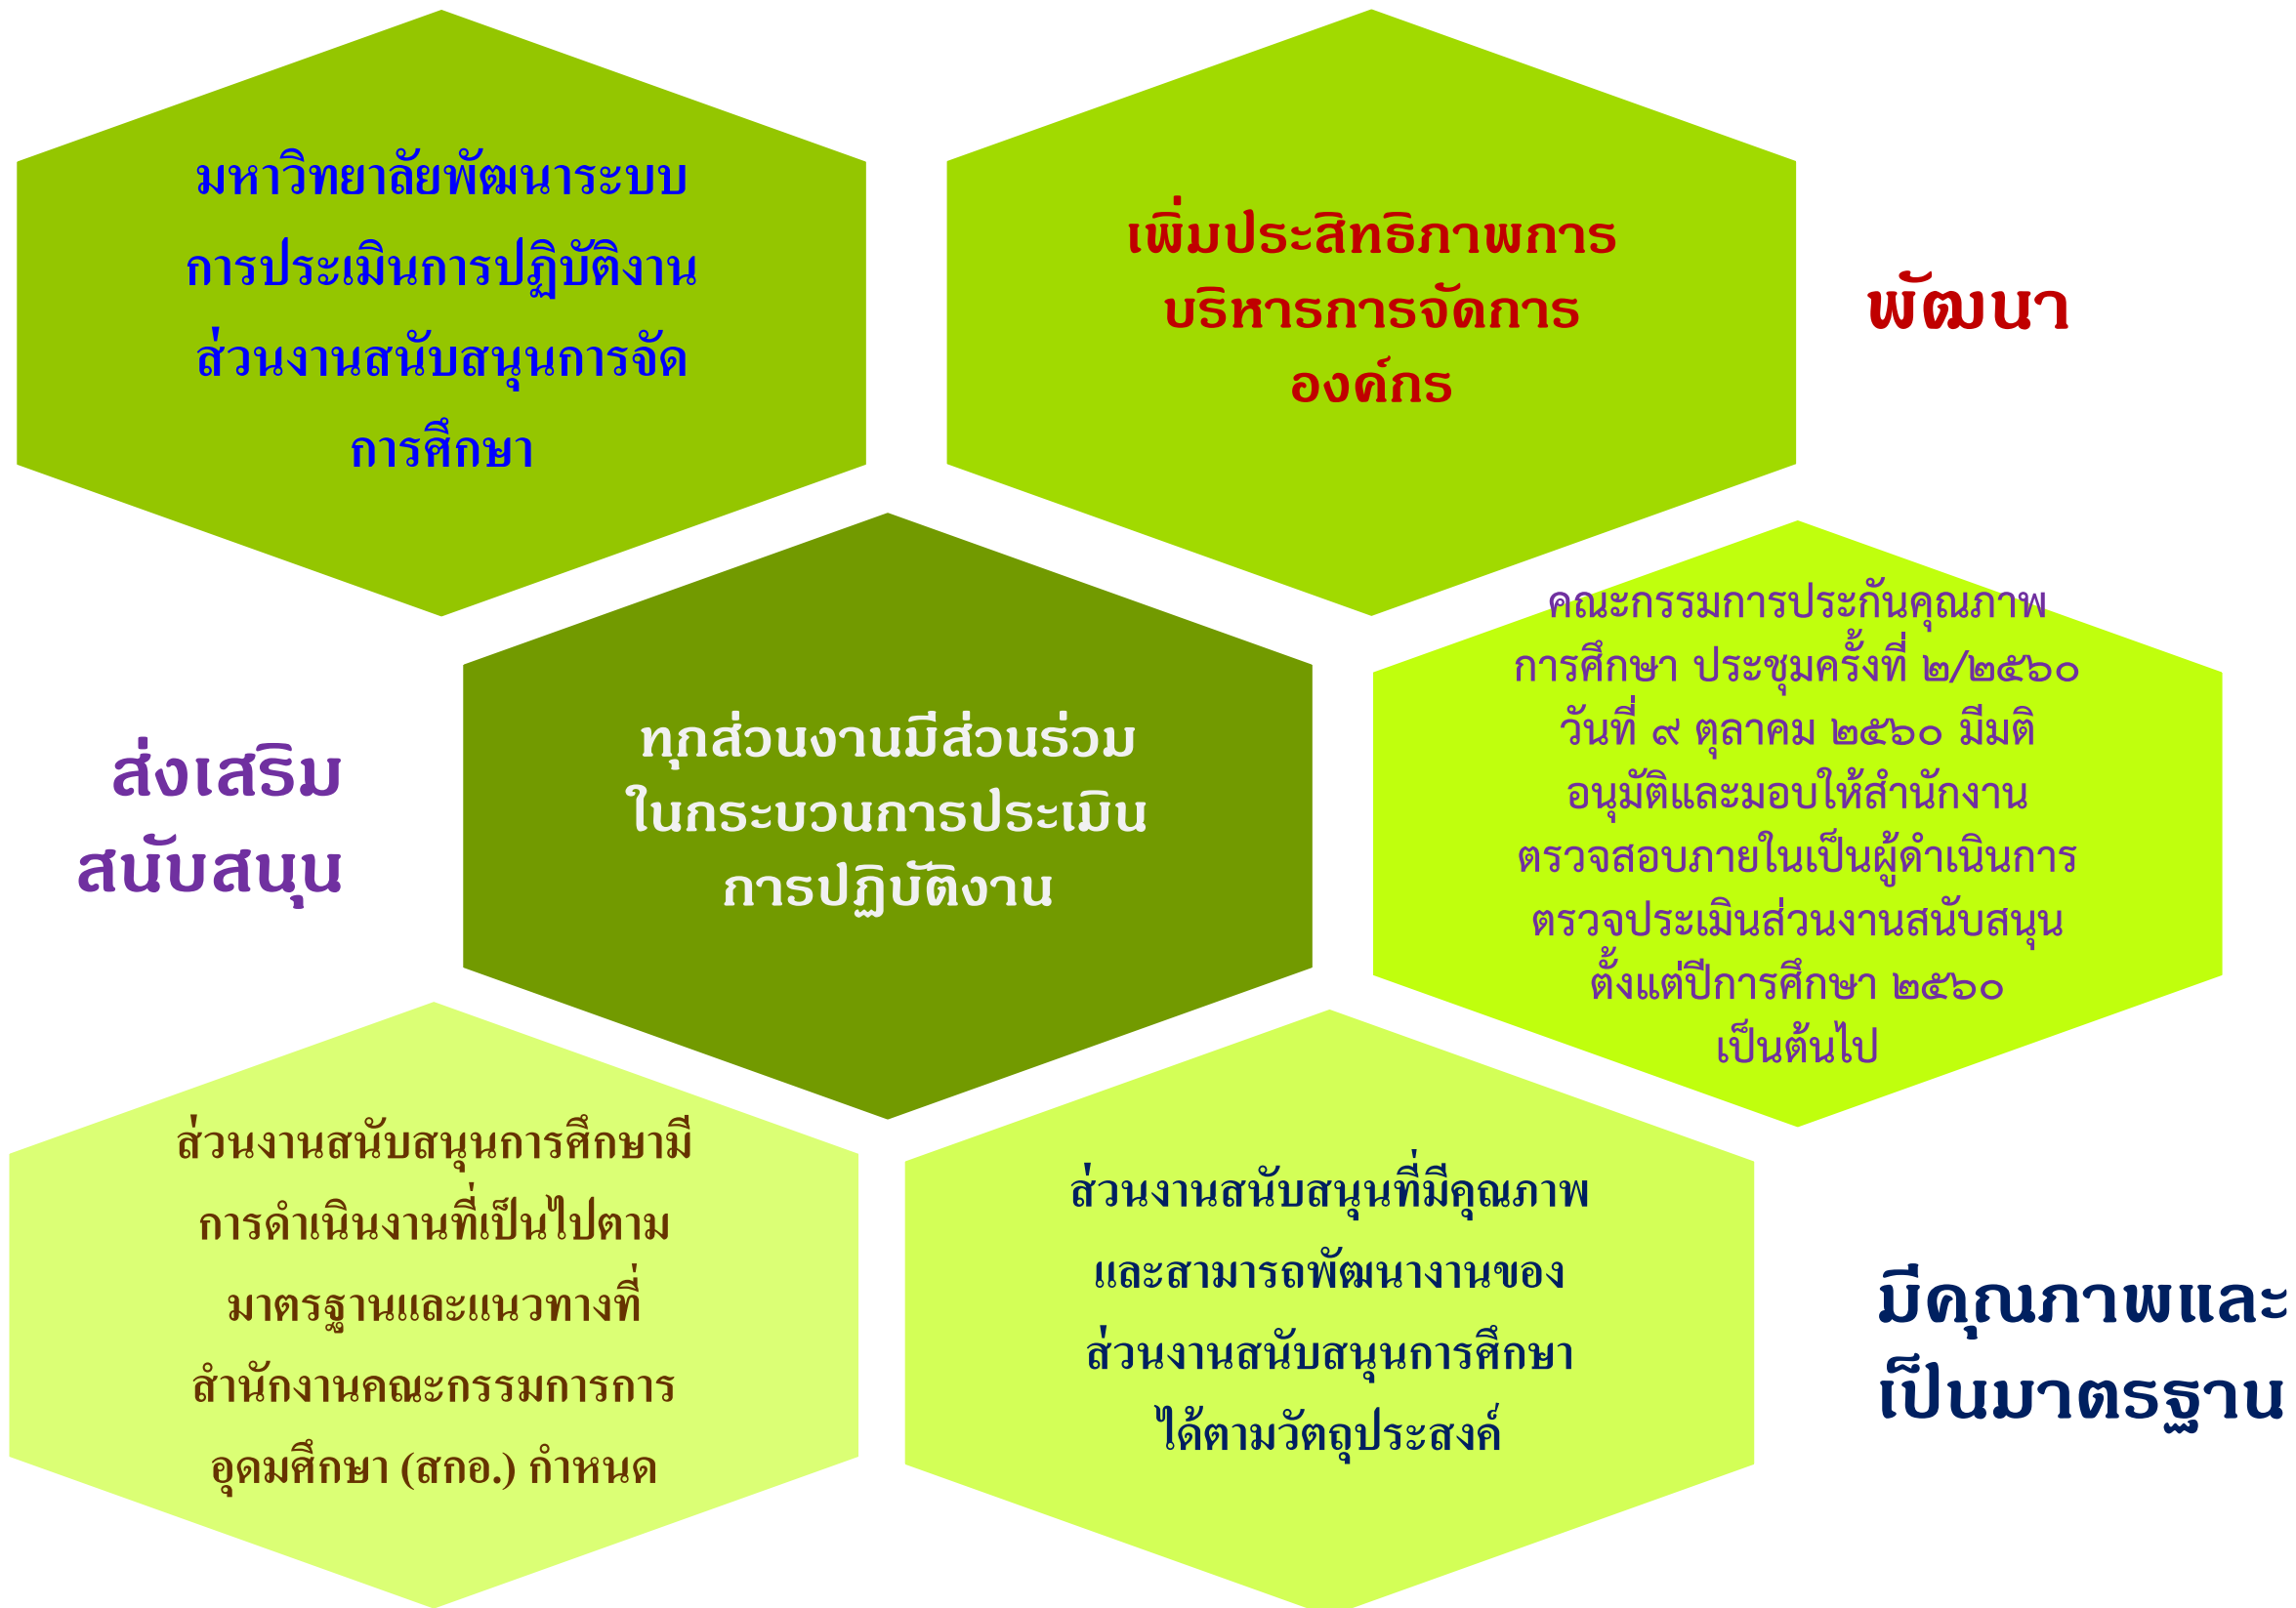 มหาวิทยาลัยพัฒนาระบบ
การประเมินการปฏิบัติงาน
ส่วนงานสนับสนุนการจัด
การศึกษา
เพิ่มประสิทธิภาพการ
บริหารการจัดการ
องค์กร
พัฒนา
ส่งเสริม
สนับสนุน
ทุกส่วนงานมีส่วนร่วม
ในกระบวนการประเมิน
การปฏิบัติงาน
คณะกรรมการประกันคุณภาพ
การศึกษา ประชุมครั้งที่ ๒/๒๕๖๐
วันที่ ๙ ตุลาคม ๒๕๖๐ มีมติ
อนุมัติและมอบให้สำนักงาน
ตรวจสอบภายในเป็นผู้ดำเนินการ
ตรวจประเมินส่วนงานสนับสนุน
ตั้งแต่ปีการศึกษา ๒๕๖๐
เป็นต้นไป
ส่วนงานสนับสนุนการศึกษามี
การดำเนินงานที่เป็นไปตาม
มาตรฐานและแนวทางที่
สำนักงานคณะกรรมการการ
อุดมศึกษา (สกอ.) กำหนด
ส่วนงานสนับสนุนที่มีคุณภาพ
และสามารถพัฒนางานของ
ส่วนงานสนับสนุนการศึกษา
ได้ตามวัตถุประสงค์
มีคุณภาพและ
เป็นมาตรฐาน